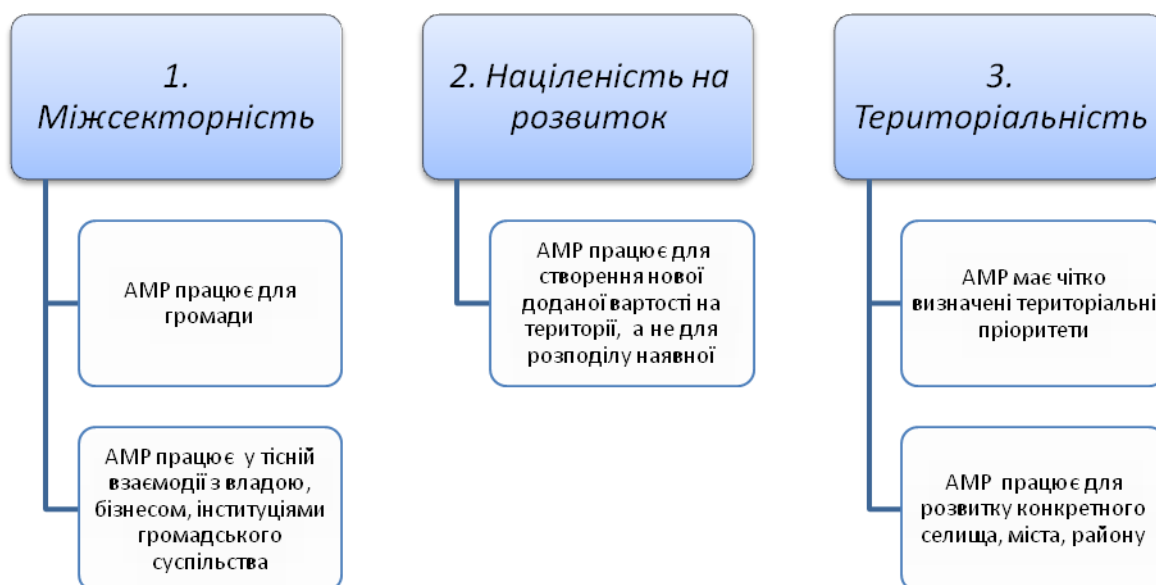 1.
Міжсекторність
АМР працює для
громади
АМР працює у тісній
взаємодії з владою,
бізнесом, інституціями
громадського
суспільства
2. Націленість на
розвиток
АМР працює для
створення нової
доданої вартості на
території, а не для
розподілу наявної
3.
Територіальність
АМР має чітко
визначені територіальні
пріоритети
АМР працює для
розвитку конкретного
селища, міста, району